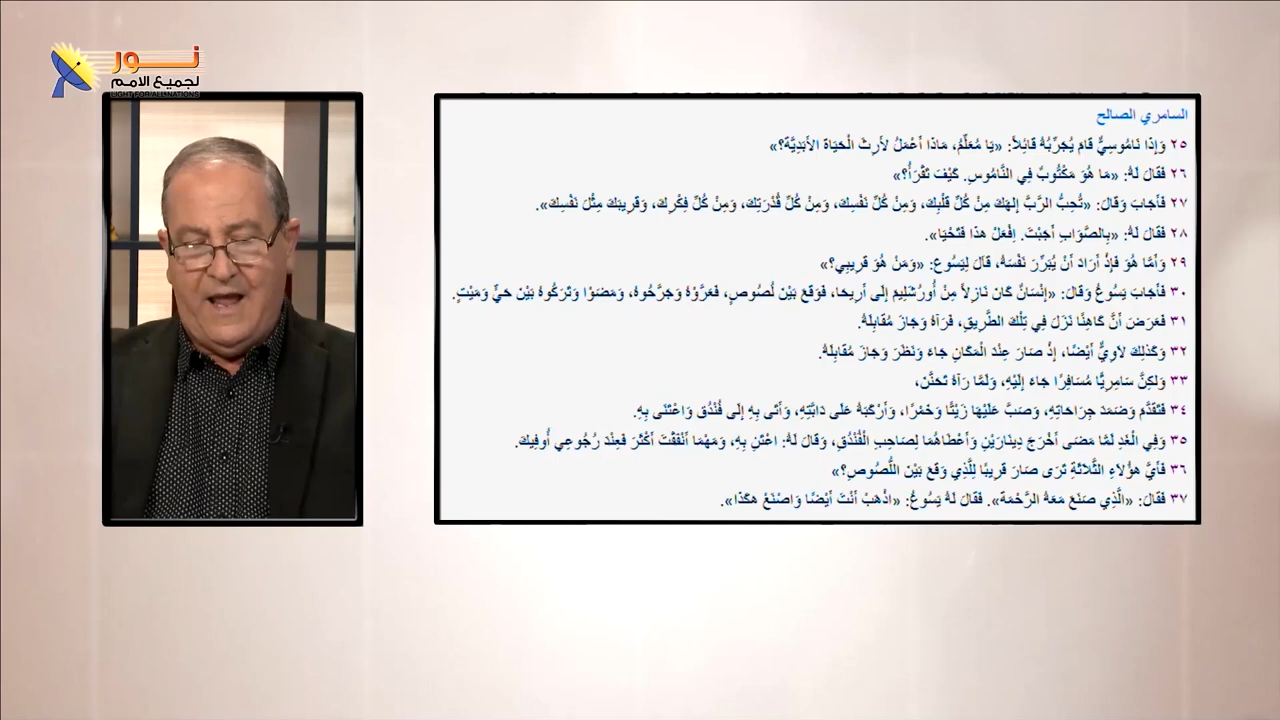 نور
لجميع الامم
LIGHT FOR ALL NATIONS
السامري الصالح
٢٥ وَإِذَا نَامُوسِيٌّ قَامَ يُجَرِّبُهُ قَائِلاً: «يَا مُعَلِّمُ، مَاذَا أَعْمَلُ لأَرِثَ الْحَيَاةَ الأَبَدِيَّةَ؟»
٢٦ فَقَالَ لَهُ: «مَا هُوَ مَكْتُوبٌ فِي النَّامُوسِ. كَيْفَ تَقْرَأُ؟»
٢٧ فَأَجَابَ وَقَالَ: «تُحِبُّ الرَّبَّ إِلهَكَ مِنْ كُلِّ قَلْبِكَ، وَمِنْ كُلِّ نَفْسِكَ، وَمِنْ كُلِّ قُدْرَتِكَ، وَمِنْ كُلِّ فِكْرِكَ، وَقَرِيبَكَ مِثْلَ نَفْسِكَ».
٢٨ فَقَالَ لَهُ: «بِالصَّوَابِ أَجَبْتَ. اِفْعَلْ هذَا فَتَحْيَا».
٢٩ وَأَمَّا هُوَ فَإِذْ أَرَادَ أَنْ يُبَرِّرَ نَفْسَهُ، قَالَ لِيَسُوعَ: «وَمَنْ هُوَ قَرِيبِي؟»
٣٠ فَأَجَابَ يَسُوعُ وَقَالَ: «إِنْسَانٌ كَانَ نَازِلاً مِنْ أُورُشَلِيمَ إِلَى أَرِيحَا، فَوَقَعَ بَيْنَ لُصُوصٍ، فَعَرَّوْهُ وَجَرَّحُوهُ، وَمَضَوْا وَتَرَكُوهُ بَيْنَ حَيٍّ وَمَيْتٍ.
٣١ فَعَرَضَ أَنَّ كَاهِنًا نَزَلَ فِي تِلْكَ الطَّرِيقِ، فَرَآهُ وَجَازَ مُقَابِلَهُ.
٣٢ وَكَذلِكَ لاَوِيٌّ أَيْضًا، إِذْ صَارَ عِنْدَ الْمَكَانِ جَاءَ وَنَظَرَ وَجَازَ مُقَابِلَهُ.
٣٣ وَلكِنَّ سَامِرِيًّا مُسَافِرًا جَاءَ إِلَيْهِ، وَلَمَّا رَآهُ تَحَنَّنَ،
٣٤ فَتَقَدَّمَ وَضَمَدَ جِرَاحَاتِهِ، وَصَبَّ عَلَيْهَا زَيْتًا وَخَمْرًا، وَأَرْكَبَهُ عَلَى دَابَّتِهِ، وَأَتَى بِهِ إِلَى فُنْدُق وَاعْتَنَى بِهِ.
٣٥ وَفِي الْغَدِ لَمَّا مَضَى أَخْرَجَ دِينَارَيْنِ وَأَعْطَاهُمَا لِصَاحِبِ الْفُنْدُقِ، وَقَالَ لَهُ: اعْتَنِ بِهِ، وَمَهْمَا أَنْفَقْتَ أَكْثَرَ فَعِنْدَ رُجُوعِي أُوفِيكَ.
٣٦ فَأَيَّ هؤُلاَءِ الثَّلاَثَةِ تَرَى صَارَ قَرِيبًا لِلَّذِي وَقَعَ بَيْنَ اللُّصُوصِ؟»
٣٧ فَقَالَ: «الَّذِي صَنَعَ مَعَهُ الرَّحْمَةَ». فَقَالَ لَهُ يَسُوعُ: «اذْهَبْ أَنْتَ أَيْضًا وَاصْنَعْ هكَذَا».